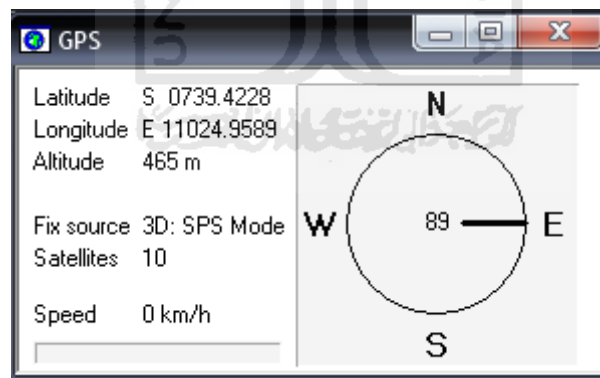 GPS
Latitude S 0739.4228
Longitude E 11024.9589
Altitude 465 m
Fix source 3D: SPS Mode
Satellites 10
Speed 0 km/h
N
W 89 E
S